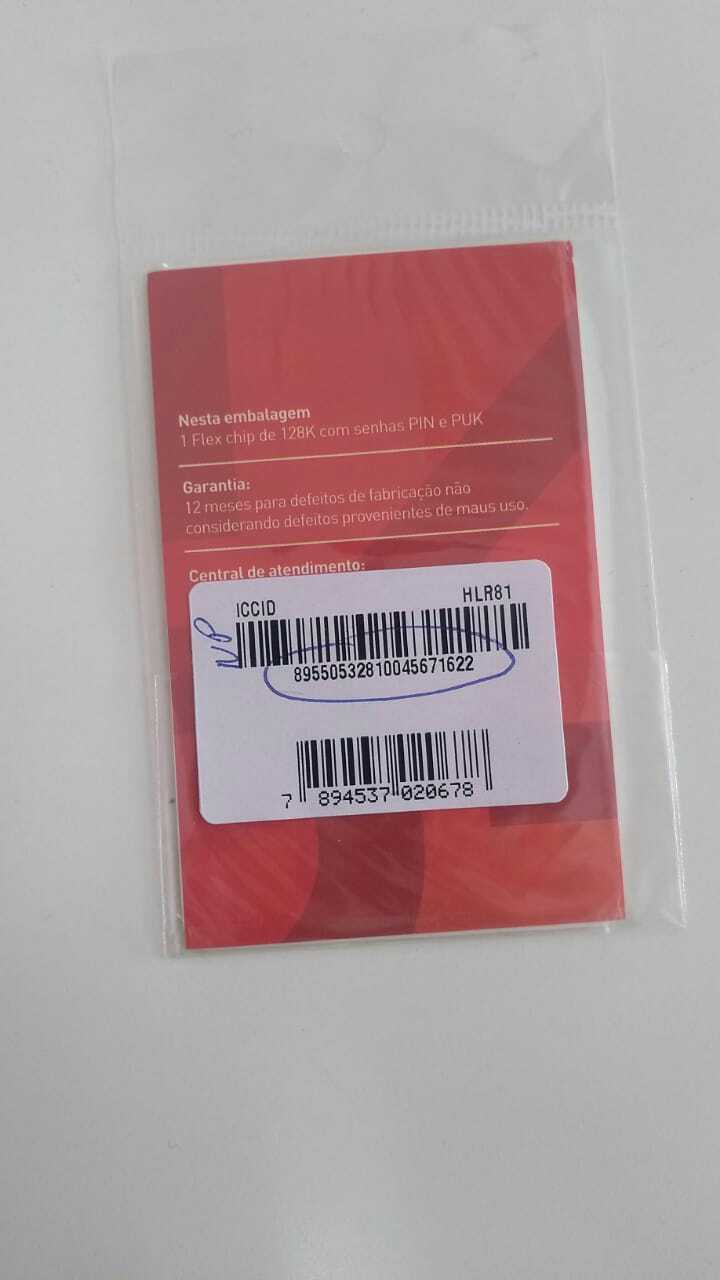 Nesta embalagem
1 Flex chip de 128K com senhas PIN e PUK
Garantia:
12 meses para defeitos de fabricação não
considerando defeitos provenientes de maus uso.
Central de atendimento:
ICCID HLR81
89550532810045671622
7 894537 020678